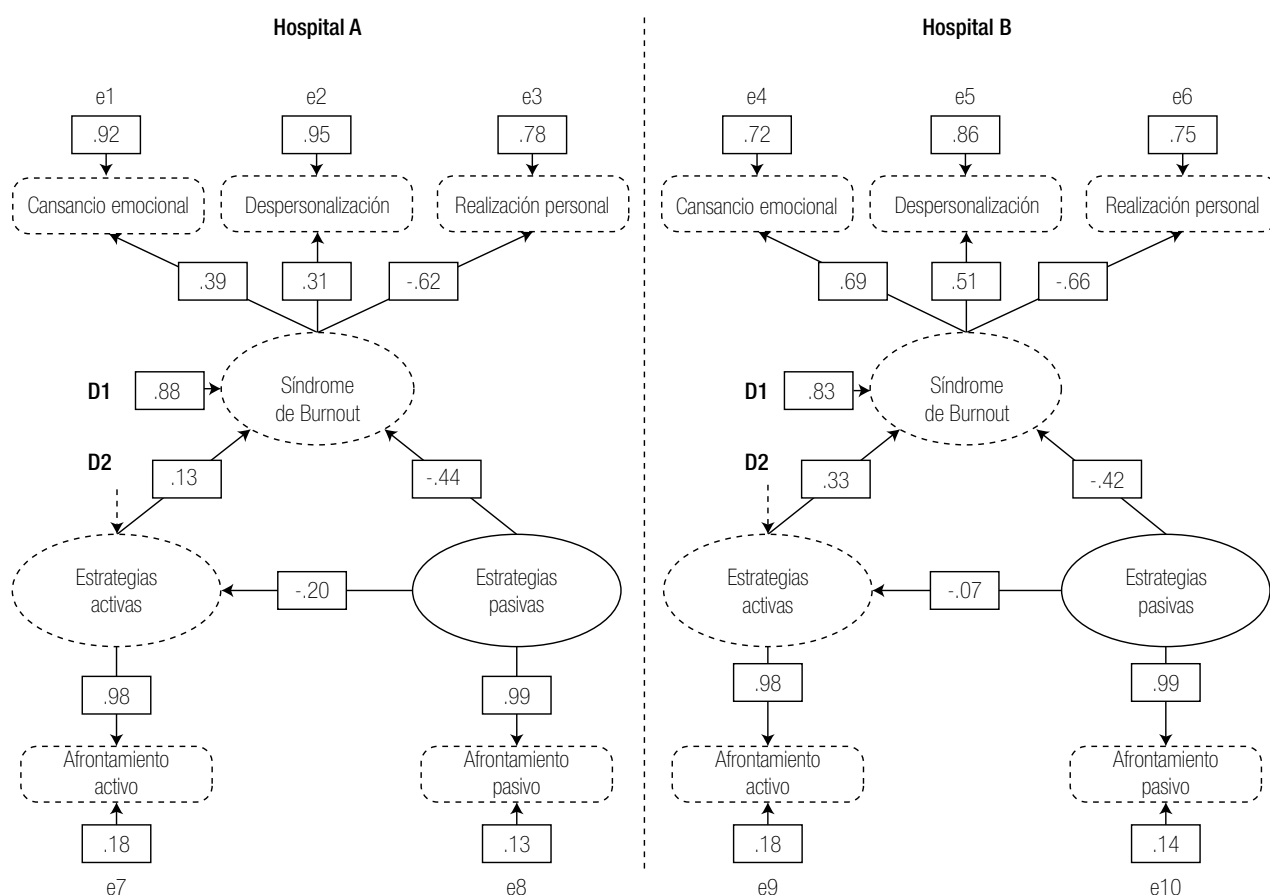 Hospital A
e1
e2
e3
.92
.95
.78
Cansancio emocional
Despersonalización
Realización personal
.39
.31
-.62
D1
.88
Síndrome
de Burnout
D2
.13
-.44
Estrategias
activas
-.20
Estrategias
pasivas
.98
.99
Afrontamiento
activo
Afrontamiento
pasivo
.18
.13
e7
e8
Hospital B
e4
e5
e6
.72
.86
.75
Cansancio emocional
Despersonalización
Realización personal
.69
.51
-.66
D1
.83
Síndrome
de Burnout
D2
.33
-.42
Estrategias
activas
-.07
Estrategias
pasivas
.98
.99
Afrontamiento
activo
Afrontamiento
pasivo
.18
.14
e9
e10